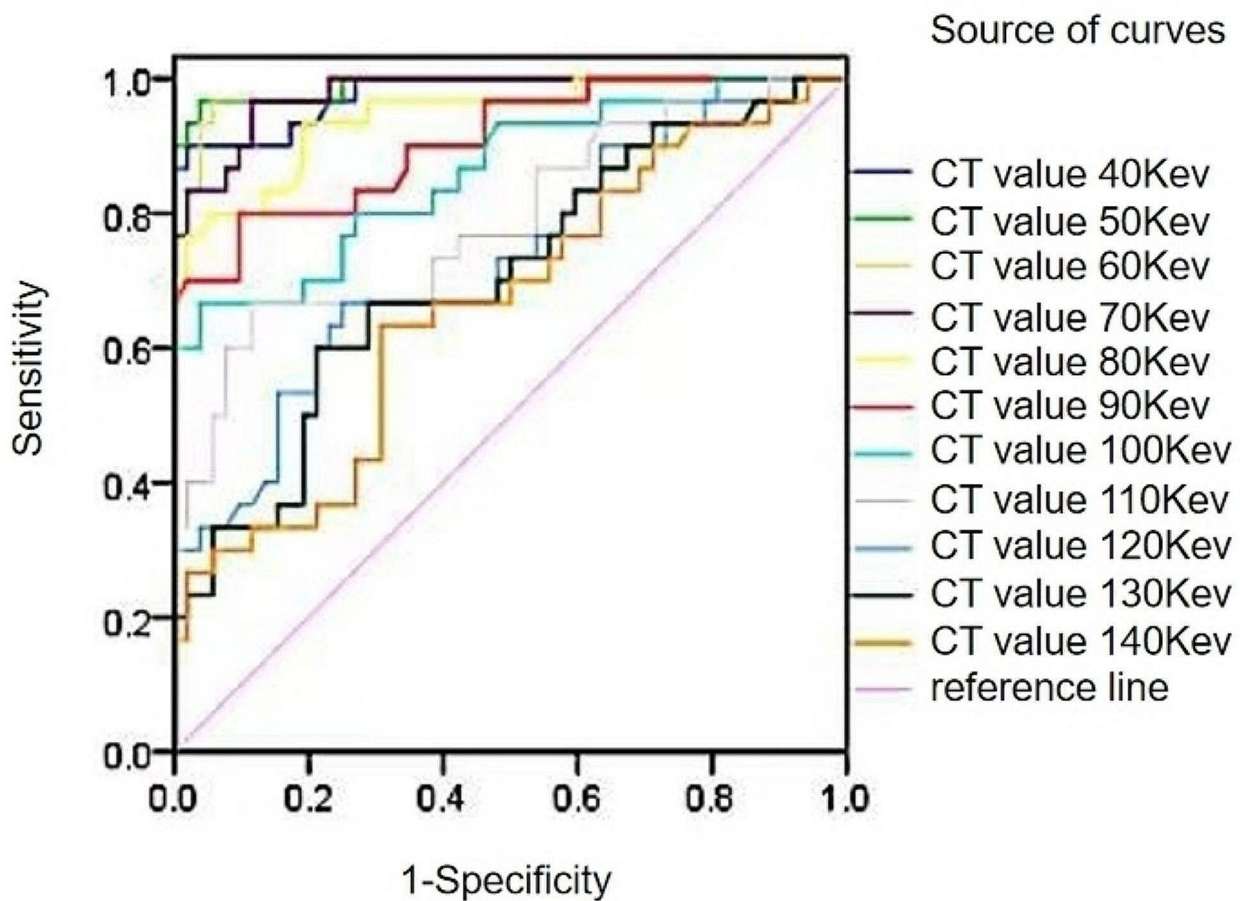 Source of curves
1.0
0.8
0.6
0.4
0.2
0.0
Sensitivity
0.0 0.2 0.4 0.6 0.8 1.0
1-Specificity
CT value 40Kev
CT value 50Kev
CT value 60Kev
CT value 70Kev
CT value 80Kev
CT value 90Kev
CT value 100Kev
CT value 110Kev
CT value 120Kev
CT value 130Kev
CT value 140Kev
reference line